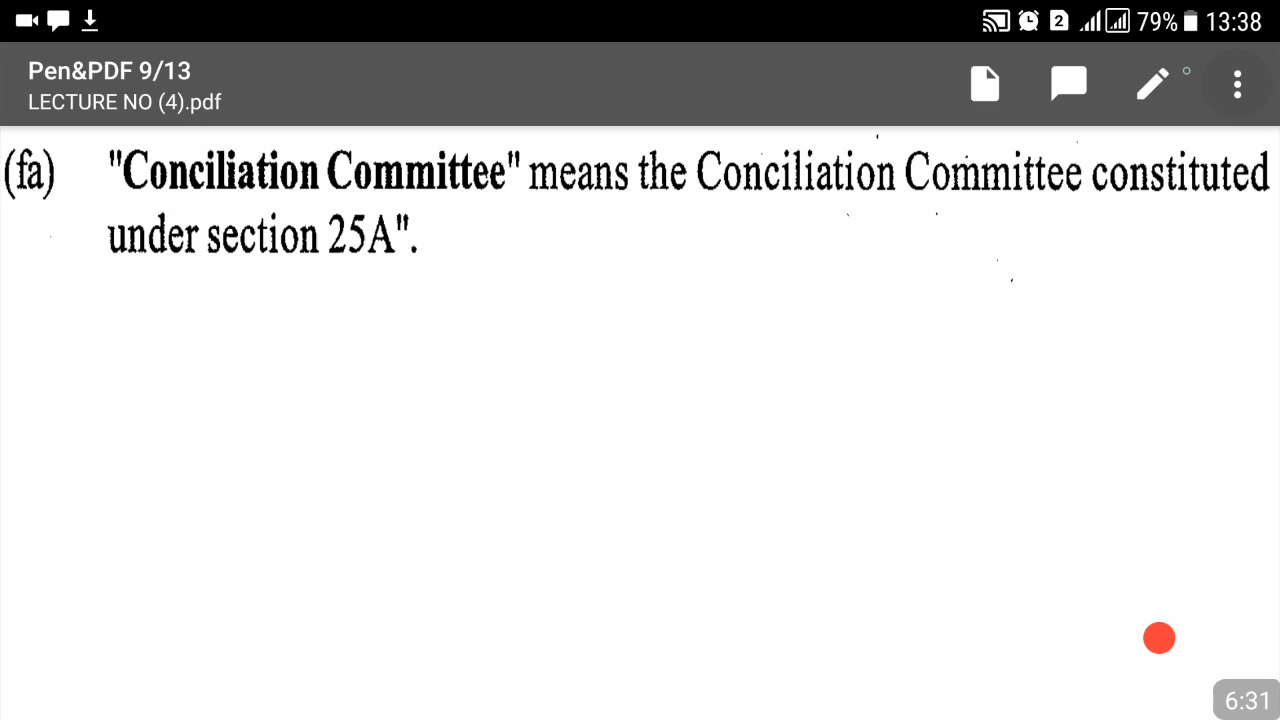 2 79% 13:38
Pen&PDF 9/13
LECTURE NO (4).pdf
(fa) "Conciliation Committee" means the Conciliation Committee constituted
under section 25A".
6:31